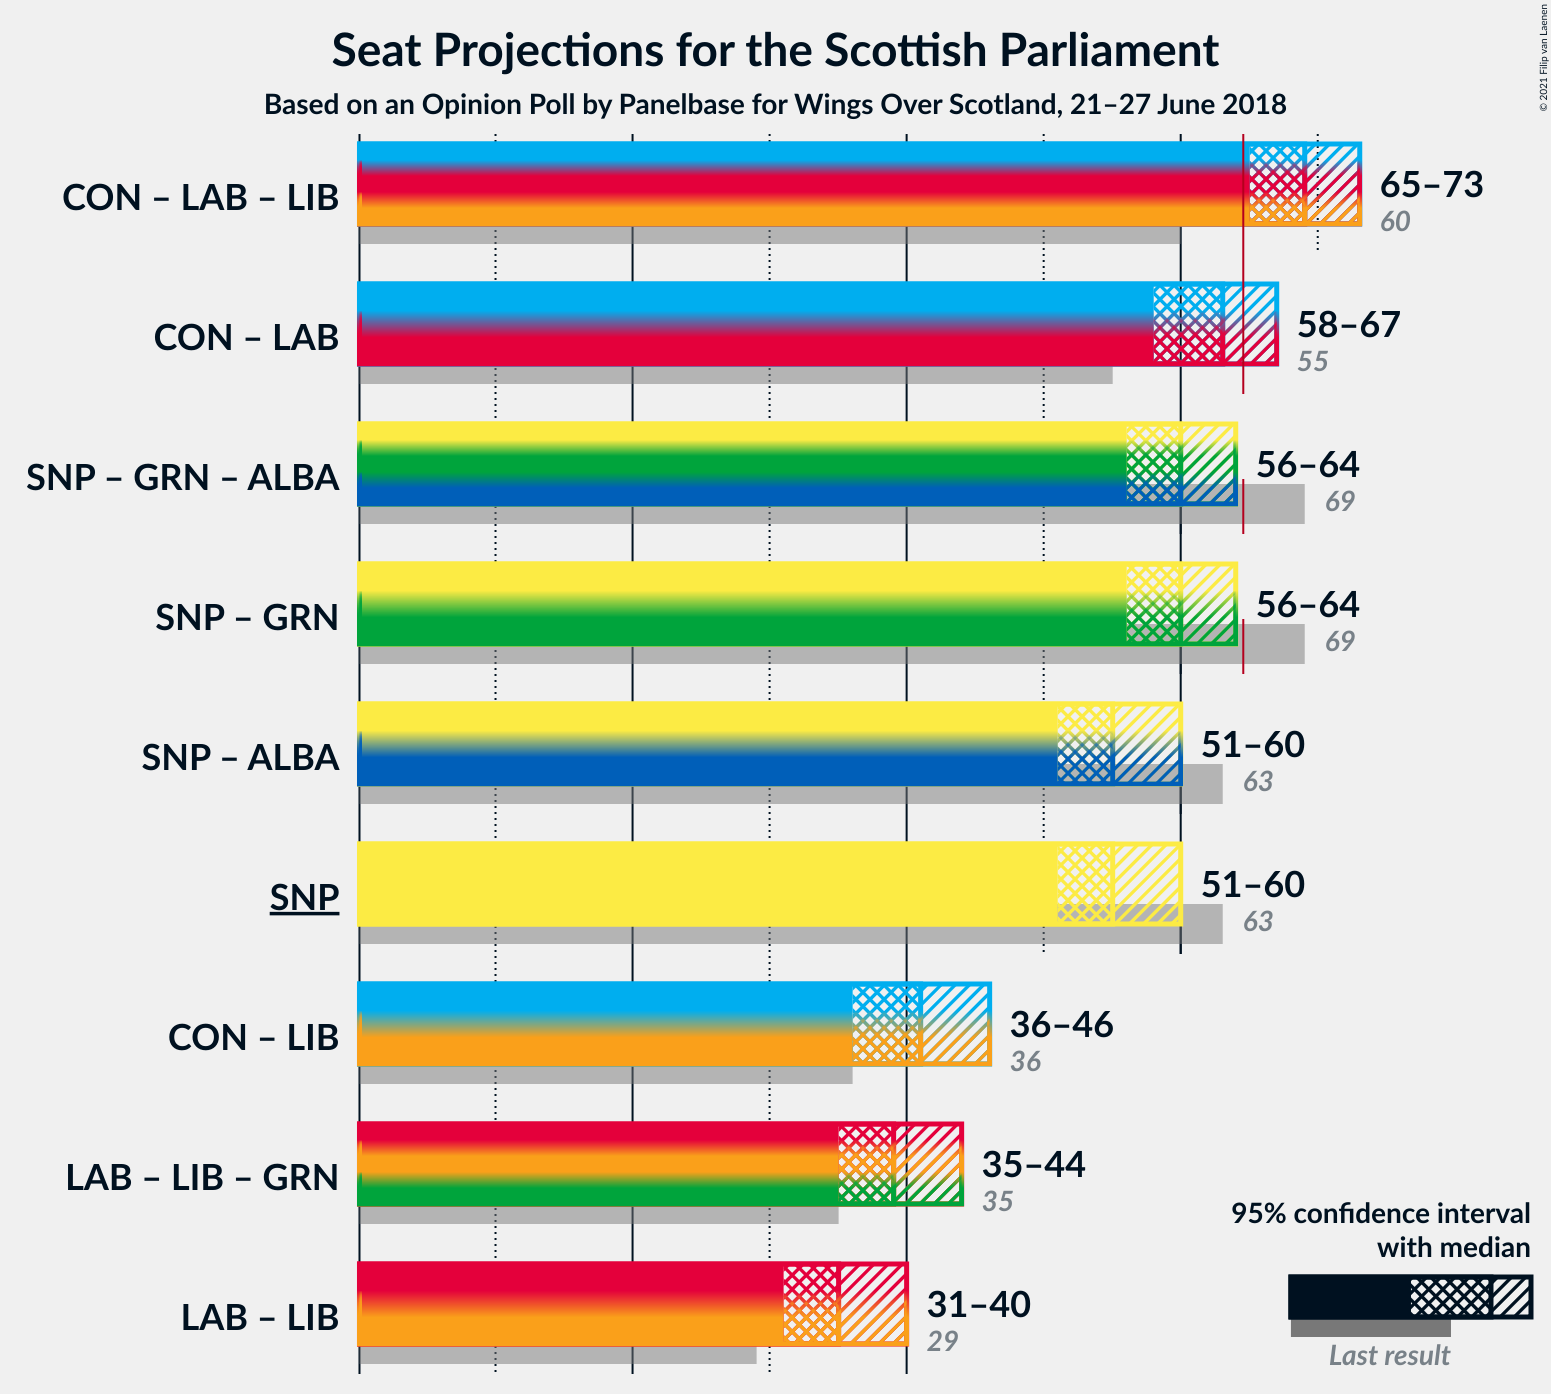 Seat Projections for the Scottish Parliament
Based on an Opinion Poll by Panelbase for Wings Over Scotland, 21–27 June 2018
© 2021 Filip van Laenen
CON – LAB – LIB
65–73
60
CON – LAB
58–67
55
SNP – GRN – ALBA
56–64
69
SNP – GRN
56–64
69
SNP – ALBA
51–60
63
SNP
51–60
63
CON – LIB
36–46
36
LAB – LIB – GRN
35–44
35
LAB – LIB
31–40
29
95% confidence interval
with median
Last result